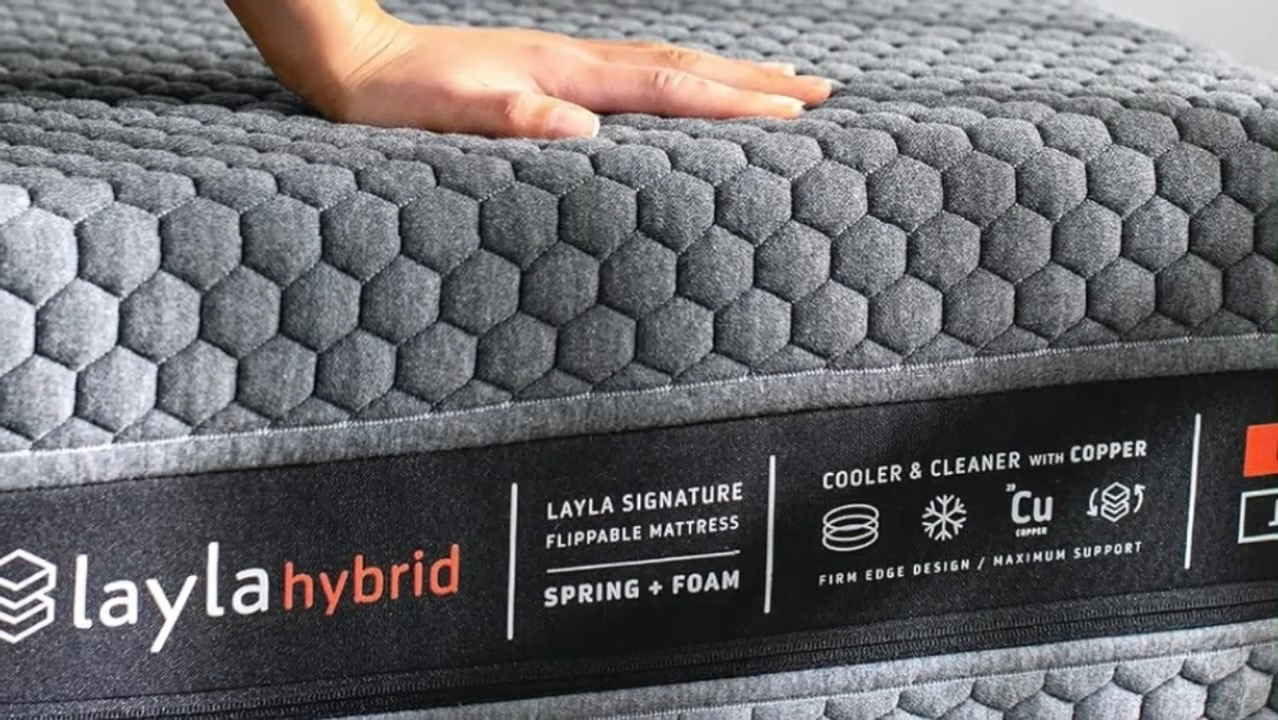 layla hybrid
LAYLA SIGNATURE
FLIPPABLE MATTRESS
SPRING + FOAM
COOLER & CLEANER WITH COPPER
29
Cu
COPPER
FIRM EDGE DESIGN / MAXIMUM SUPPORT